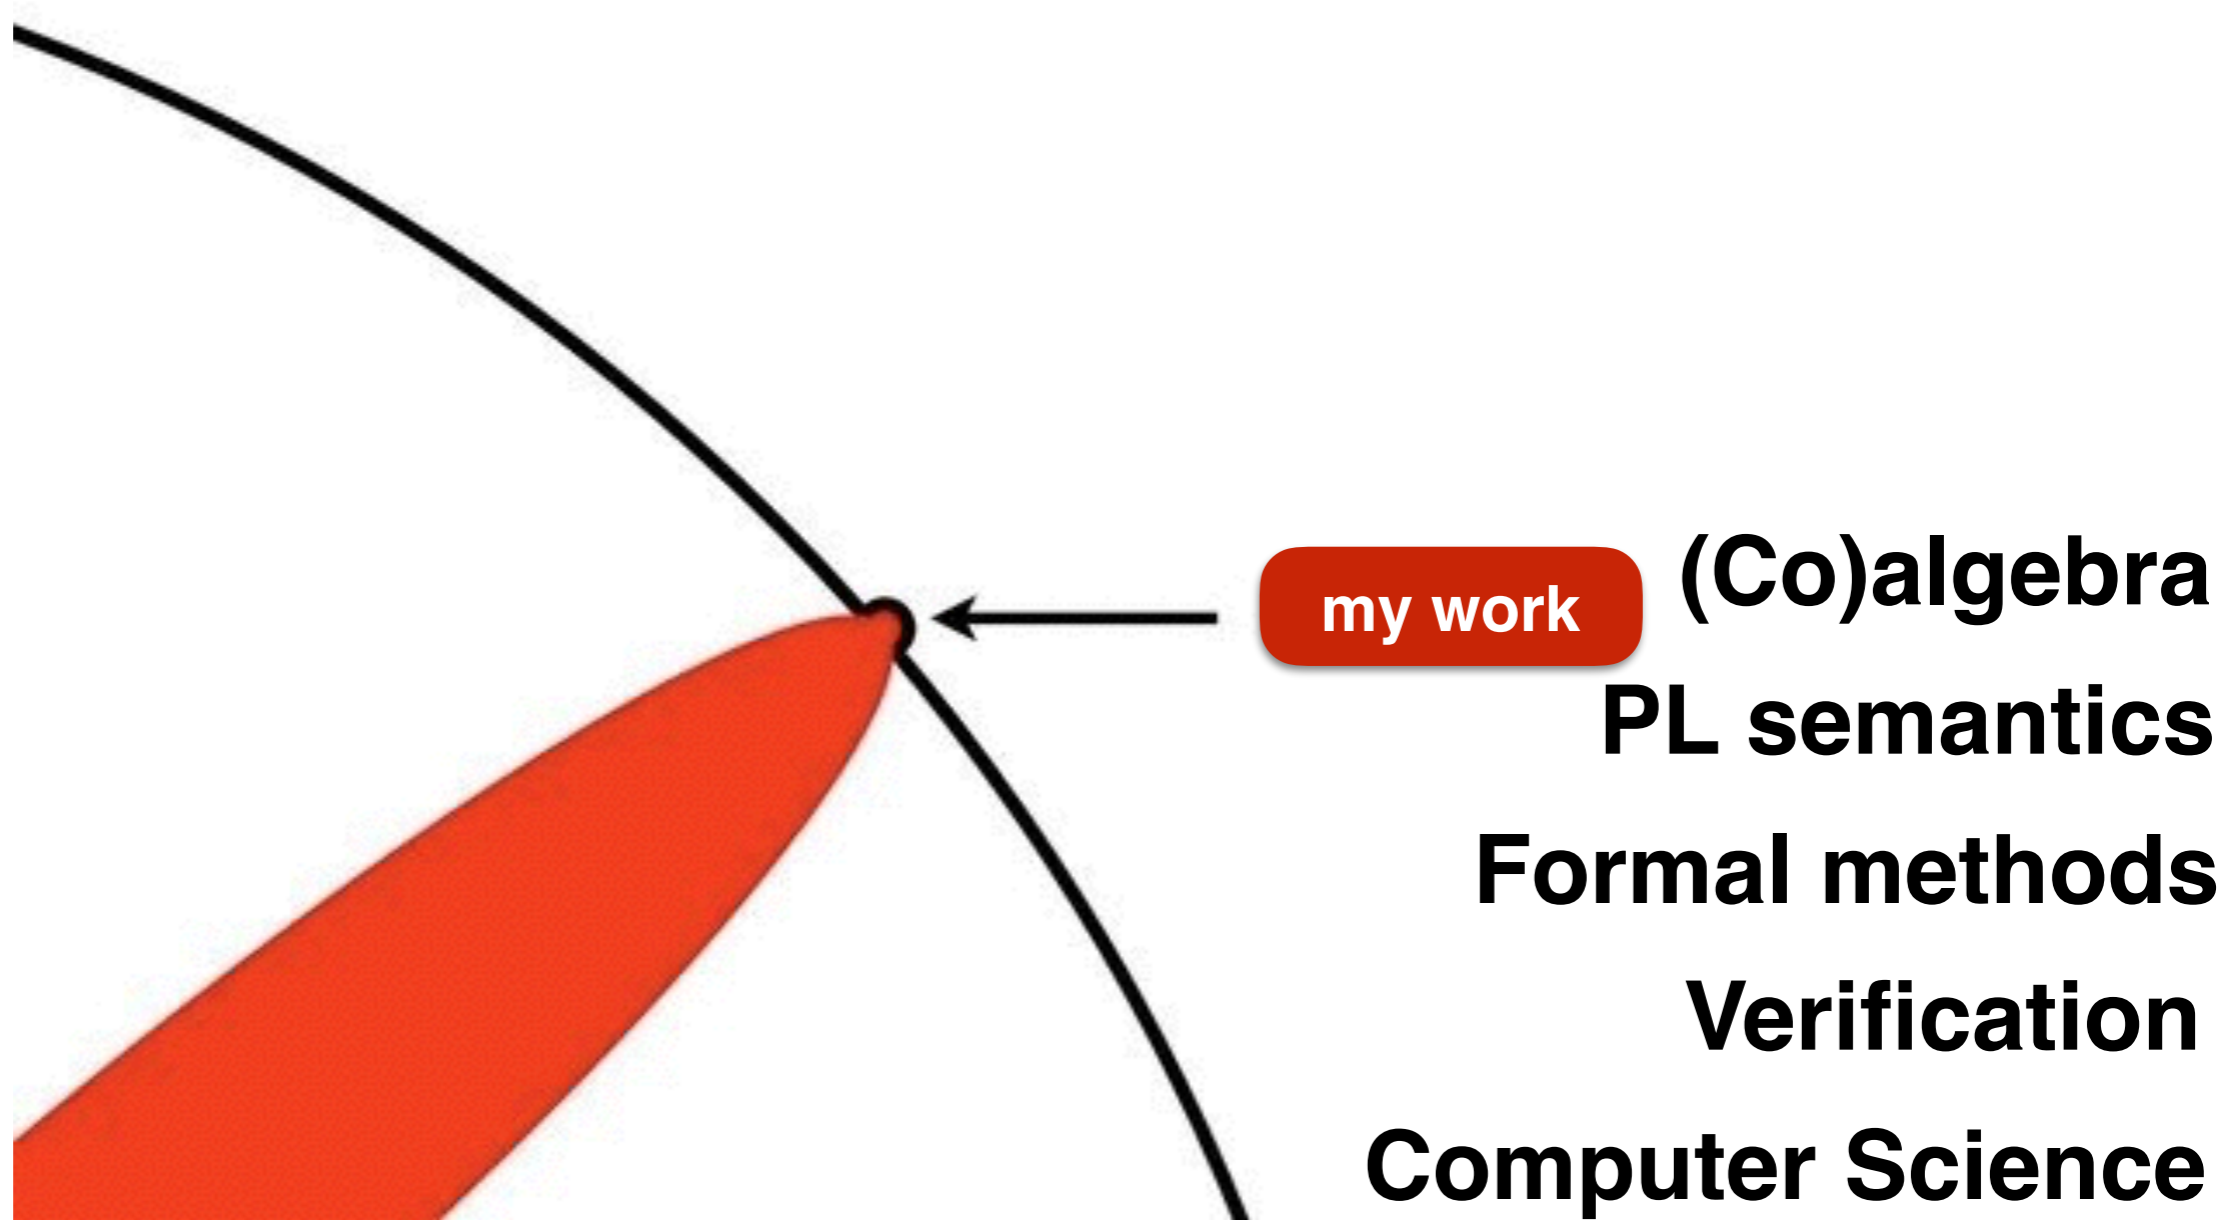 (Co)algebra
my work
PL semantics
Formal methods
Verification
Computer Science